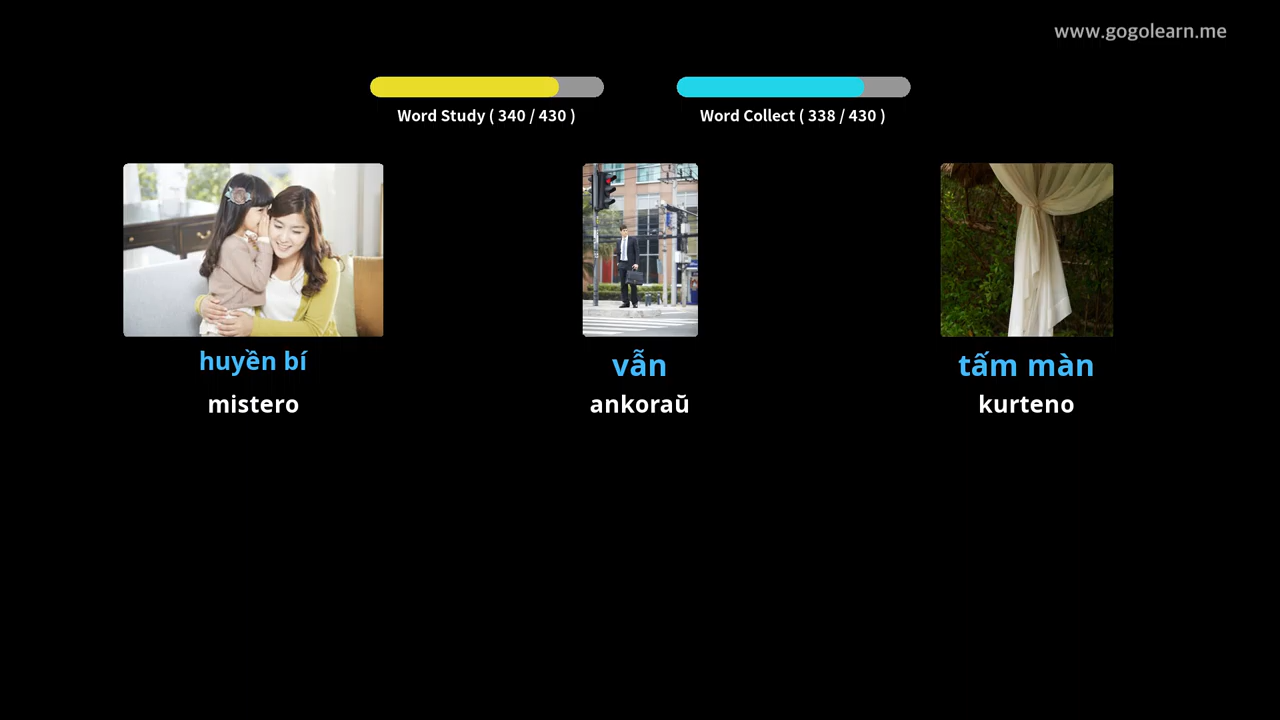 www.gogolearn.me
Word Study ( 340 / 430 )
Word Collect ( 338 / 430 )
huyền bí
vẫn
tấm màn
mistero
ankoraŭ
kurteno